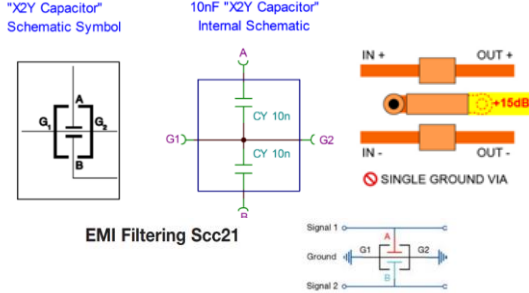 "X2Y Capacitor"
Schematic Symbol
10nF "X2Y Capacitor"
Internal Schematic
A
G1
G2
B
A
CY 10n
G1
G2
CY 10n
B
IN +
OUT +
+15dB
IN -
OUT -
SINGLE GROUND VIA
EMI Filtering Scc21
Signal 1
A
Ground
G1
G2
B
Signal 2